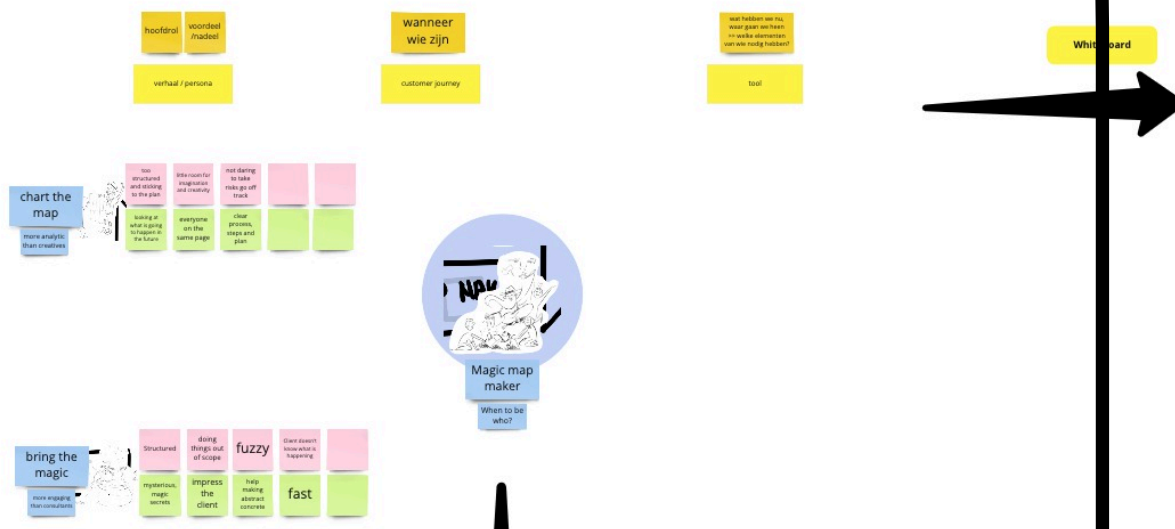 hoofdrol
voordeel
/nadeel
wanneer
wie zijn
wat hebben we nu,
waar gaan we heen
>> welke elementen
van wie nodig hebben?
verhaal / persona
customer journey
tool
too
structured
and sticking
to the plan
little room for
imagination
and creativity
not daring
to take
risks go off
track
chart the
map
more analytic
than creatives
looking at
what is going
to happen in
the future
everyone
on the
same page
clear
process,
steps and
plan
Magic map
maker
When to be
who?
bring the
magic
more engaging
than consultants
Structured
doing
things out
of scope
fuzzy
Client doesn't
know what is
happening
mysterious,
magic
secrets
impress
the
client
help
making
abstract
concrete
fast